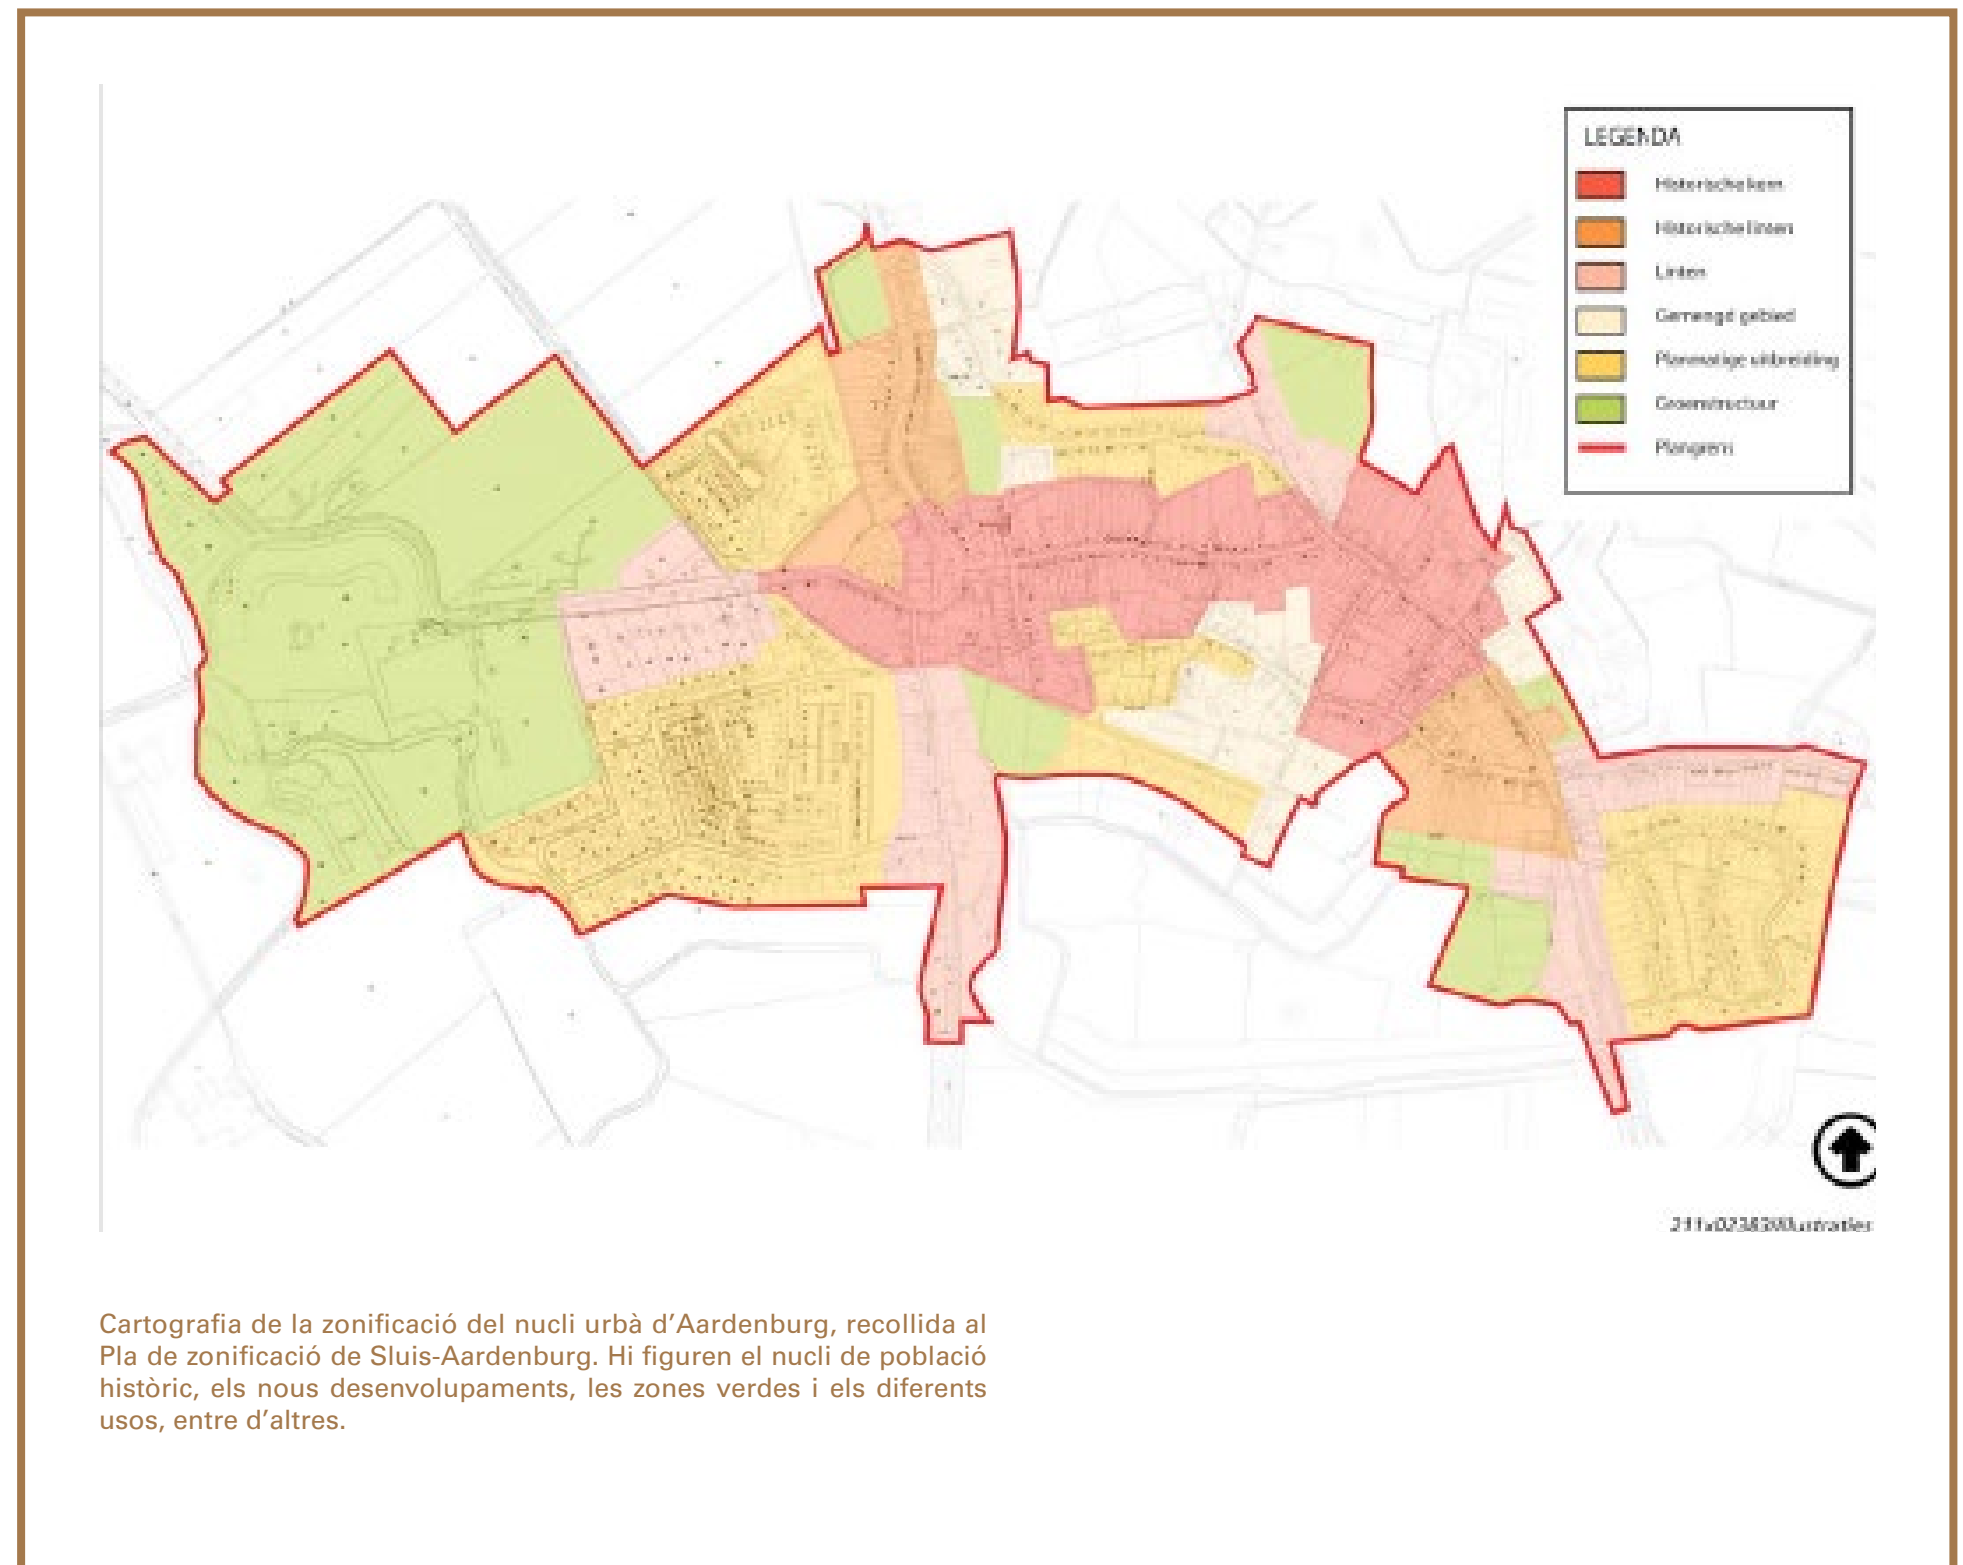 LEGENDA
Historische kern
Historische linten
Linten
Gemengd gebied
Planmatige uitbreiding
Groenstructuur
Plangrens
Cartografia de la zonificació del nucli urbà d’Aardenburg, recollida al
Pla de zonificació de Sluis-Aardenburg. Hi figuren el nucli de població
històric, els nous desenvolupaments, les zones verdes i els diferents
usos, entre d’altres.